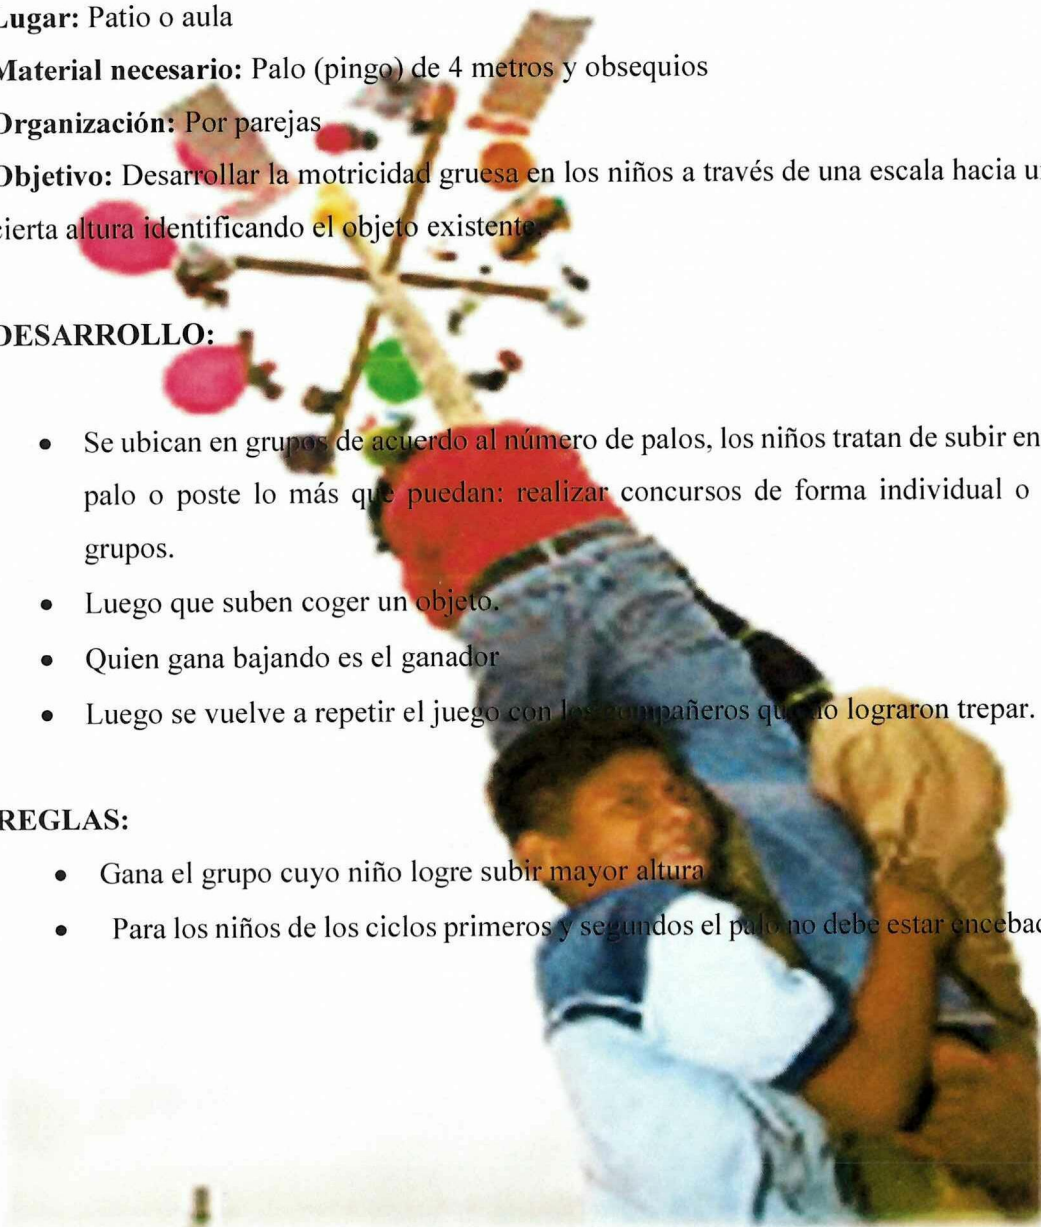 Lugar: Patio o aula
Material necesario: Palo (pingo) de 4 metros y obsequios
Organización: Por parejas
Objetivo: Desarrollar la motricidad gruesa en los niños a través de una escala hacia u
cierta altura identificando el objeto existente.
DESARROLLO:
• Se ubican en grupos de acuerdo al número de palos, los niños tratan de subir en
palo o poste lo más que puedan: realizar concursos de forma individual o
grupos.
• Luego que suben coger un objeto.
• Quien gana bajando es el ganador
• Luego se vuelve a repetir el juego con los compañeros que no lograron trepar.
REGLAS:
• Gana el grupo cuyo niño logre subir mayor altura
• Para los niños de los ciclos primeros y segundos el palo no debe estar encebad